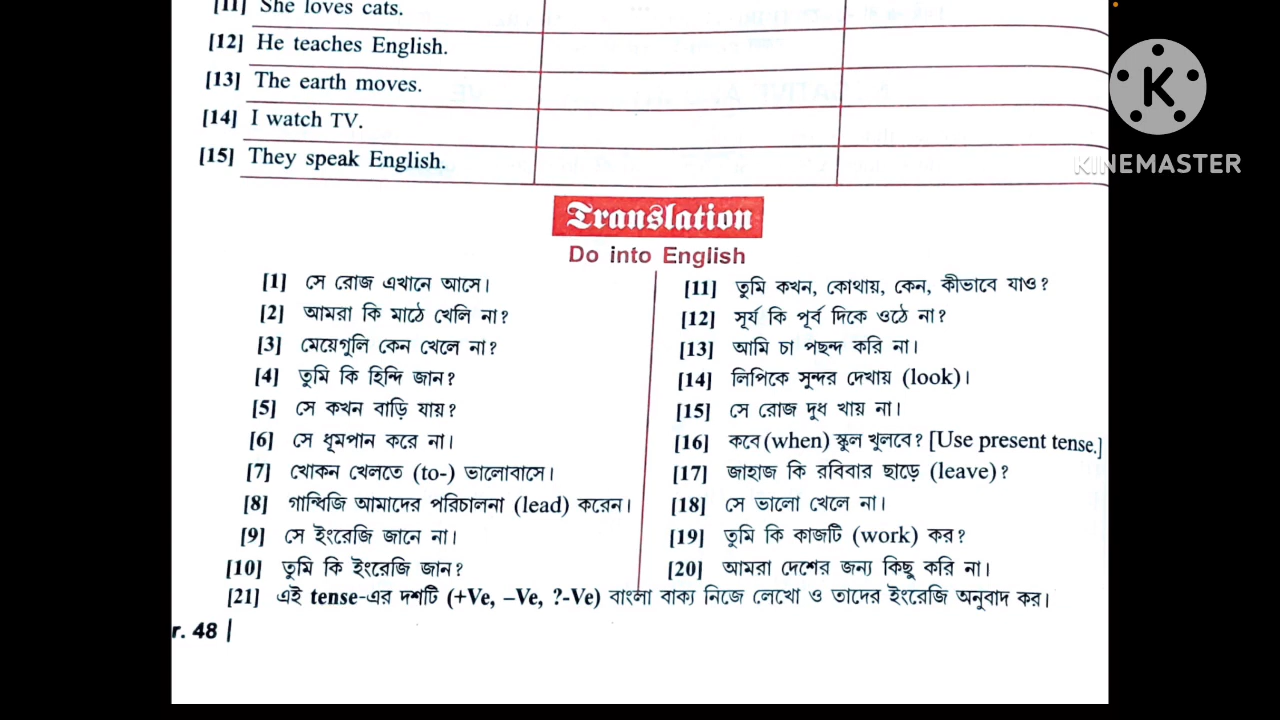 [11] She loves cats.
[12] He teaches English.
[13] The earth moves.
[14] I watch TV.
[15] They speak English.
K
KINEMASTER
Translation
Do into English
[1] সে রোজ এখানে আসে।
[2] আমরা কি মাঠে খেলি না?
[3] মেয়েগুলি কেন খেলে না?
[4] তুমি কি হিন্দি জান?
[5] সে কখন বাড়ি যায়?
[6] সে ধূমপান করে না।
[7] খোকন খেলতে (to-) ভালোবাসে।
[8] গান্ধিজি আমাদের পরিচালনা (lead) করেন।
[9] সে ইংরেজি জানে না।
[10] তুমি কি ইংরেজি জান?
[11] তুমি কখন, কোথায়, কেন, কীভাবে যাও?
[12] সূর্য কি পূর্ব দিকে ওঠে না?
[13] আমি চা পছন্দ করি না।
[14] লিপিকে সুন্দর দেখায় (look)।
[15] সে রোজ দুধ খায় না।
[16] কবে (when) স্কুল খুলবে? [Use present tense.]
[17] জাহাজ কি রবিবার ছাড়ে (leave)?
[18] সে ভালো খেলে না।
[19] তুমি কি কাজটি (work) কর?
[20] আমরা দেশের জন্য কিছু করি না।
[21] এই tense-এর দশটি (+Ve, –Ve, ?-Ve) বাংলা বাক্য নিজে লেখো ও তাদের ইংরেজি অনুবাদ কর।
r. 48